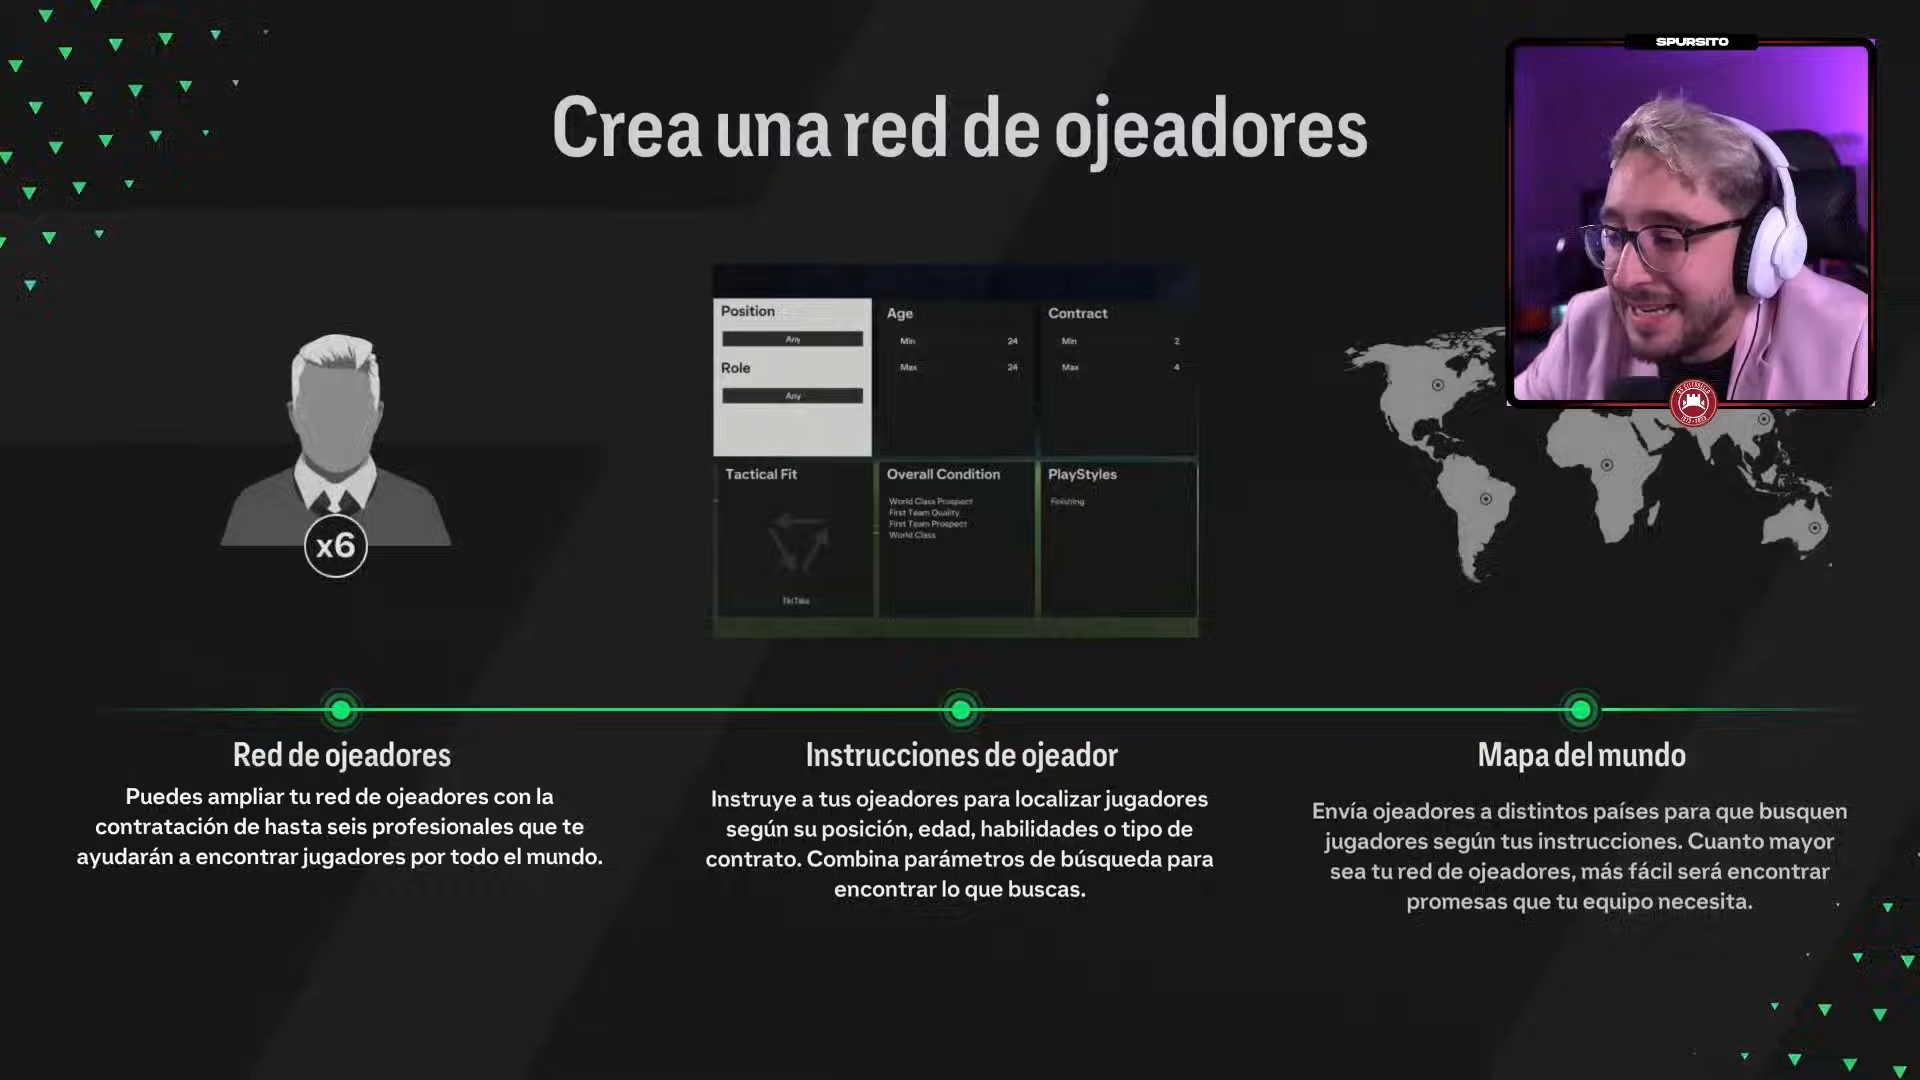 SPURSITO
Crea una red de ojeadores
x6
Position
Any
Role
Any
Age
Min 24
Max 24
Contract
Min 2
Max 4
Tactical Fit
TikiTaka
Overall Condition
World Class Prospect
First Team Quality
First Team Prospect
World Class
PlayStyles
Finishing
Red de ojeadores
Puedes ampliar tu red de ojeadores con la
contratación de hasta seis profesionales que te
ayudarán a encontrar jugadores por todo el mundo.
Instrucciones de ojeador
Instruye a tus ojeadores para localizar jugadores
según su posición, edad, habilidades o tipo de
contrato. Combina parámetros de búsqueda para
encontrar lo que buscas.
Mapa del mundo
Envía ojeadores a distintos países para que busquen
jugadores según tus instrucciones. Cuanto mayor
sea tu red de ojeadores, más fácil será encontrar
promesas que tu equipo necesita.